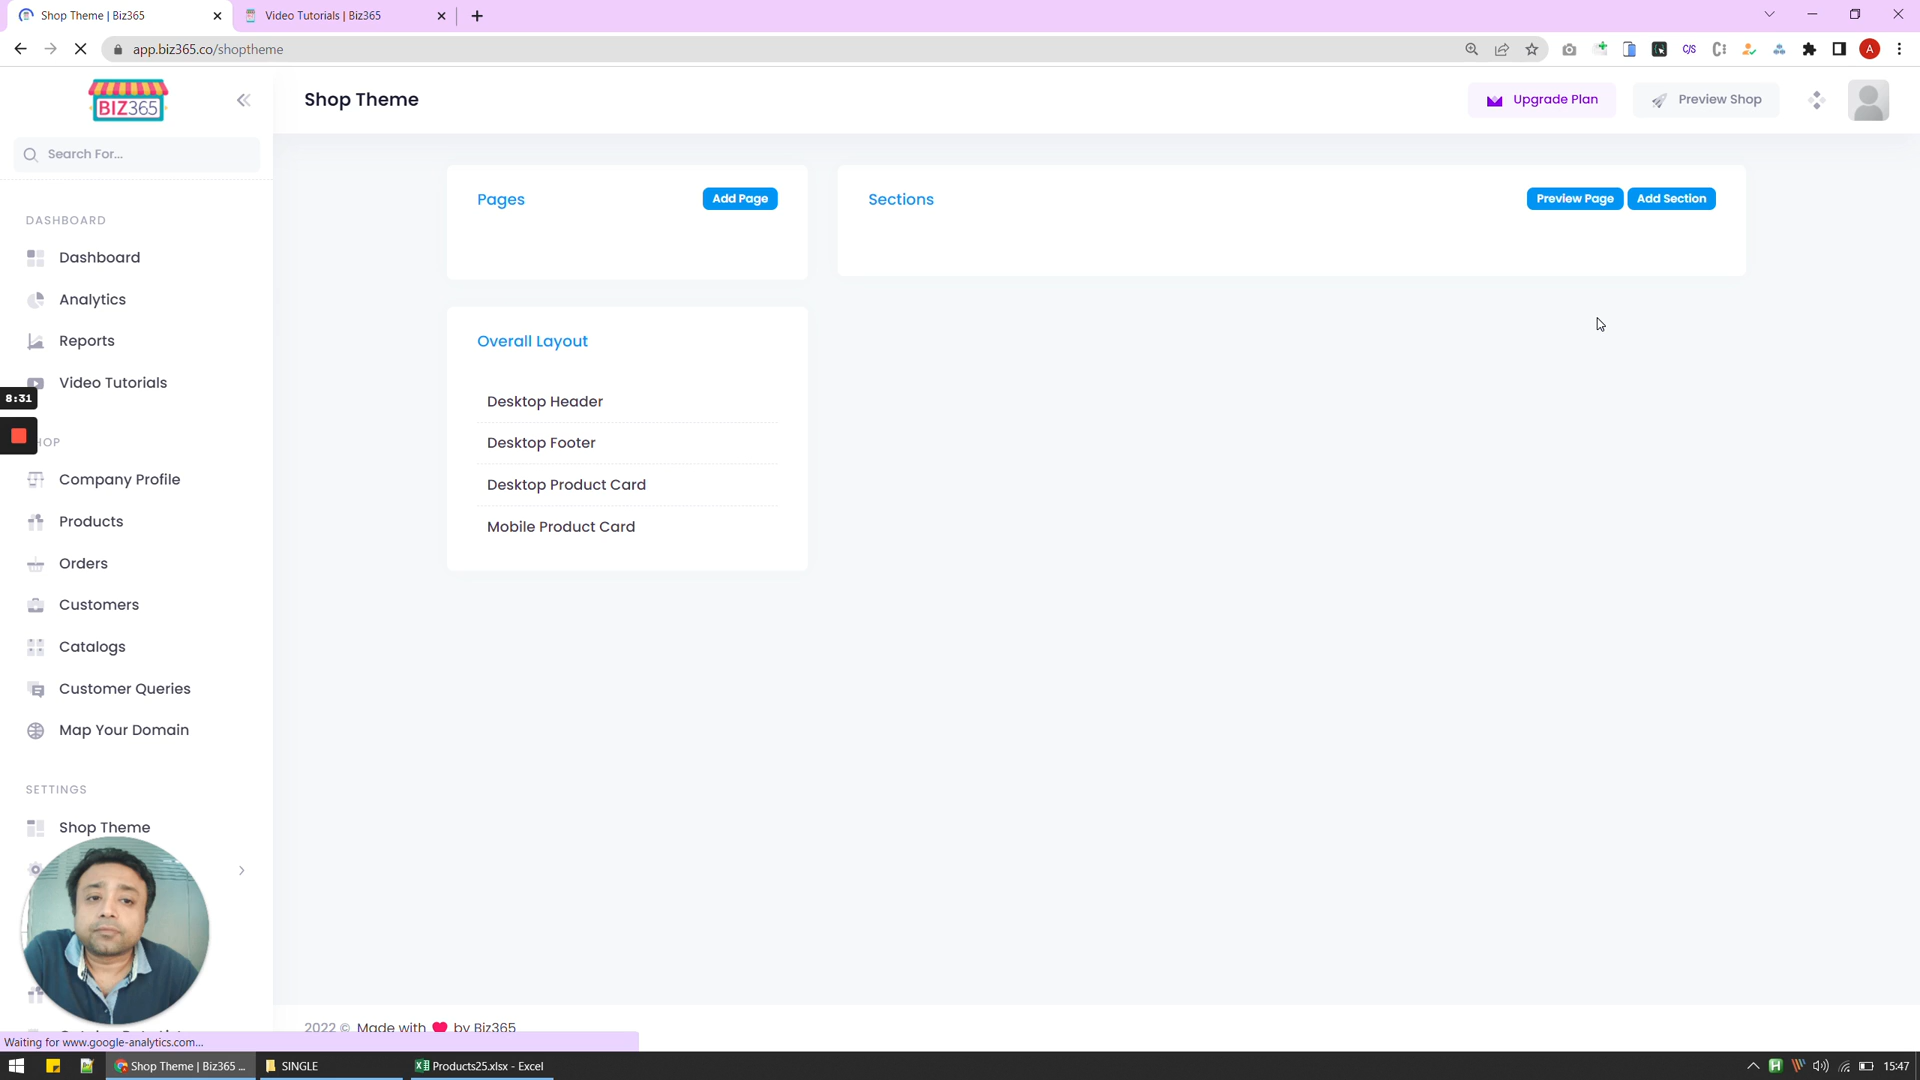 Shop Theme | Biz365
Video Tutorials | Biz365
app.biz365.co/shoptheme
C/S
A
BIZ365
Shop Theme
Upgrade Plan
Preview Shop
Search For...
Pages
Add Page
Sections
Preview Page
Add Section
DASHBOARD
Dashboard
Analytics
Reports
Video Tutorials
8:31
HOP
Company Profile
Products
Orders
Customers
Catalogs
Customer Queries
Map Your Domain
SETTINGS
Shop Theme
Overall Layout
Desktop Header
Desktop Footer
Desktop Product Card
Mobile Product Card
2022 © Made with by Biz365
Waiting for www.google-analytics.com...
Shop Theme | Biz365 ...
SINGLE
Products25.xlsx - Excel
15:47